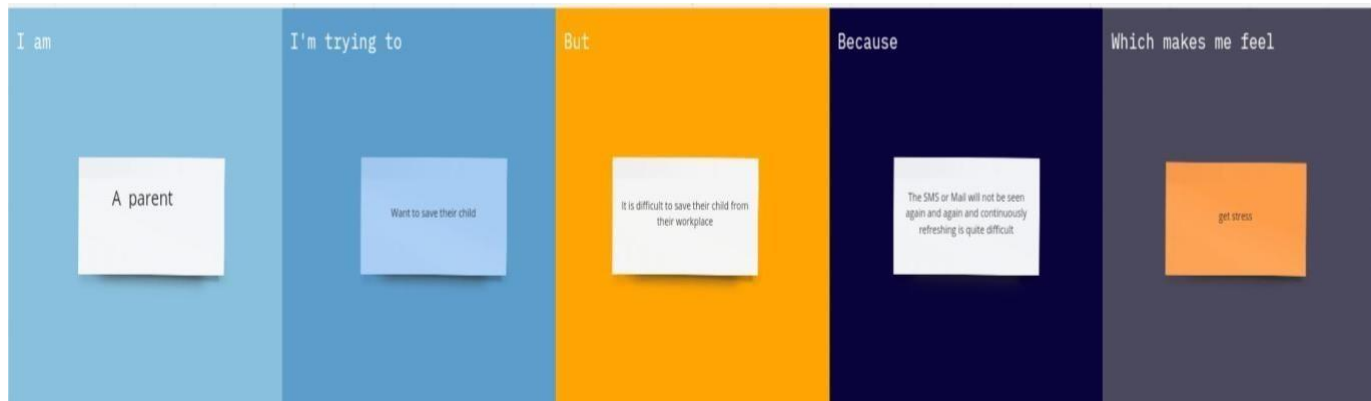 I am
A parent
I'm trying to
Want to save their child
But
It is difficult to save their child from
their workplace
Because
The SMS or Mail will not be seen
again and again and continuously
refreshing is quite difficult
Which makes me feel
get stress